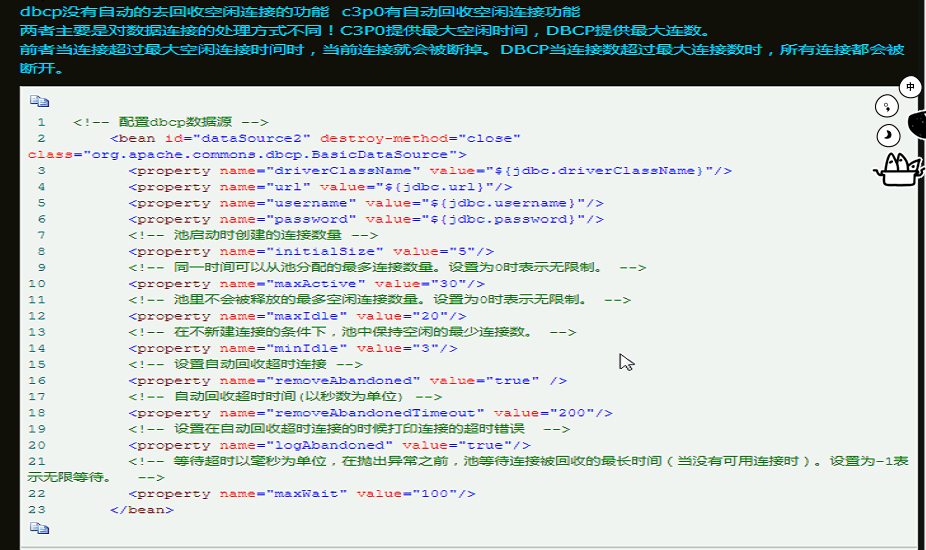 dbcp没有自动的去回收空闲连接的功能 c3p0有自动回收空闲连接功能
两者主要是对数据连接的处理方式不同！C3P0提供最大空闲时间，DBCP提供最大连数。
前者当连接超过最大空闲连接时间时，当前连接就会被断掉。DBCP当连接数超过最大连接数时，所有连接都会被
断开。
中
1 <!-- 配置dbcp数据源 -->
2 <bean id="dataSource2" destroy-method="close"
class="org.apache.commons.dbcp.BasicDataSource">
3 <property name="driverClassName" value="${jdbc.driverClassName}"/>
4 <property name="url" value="${jdbc.url}"/>
5 <property name="username" value="${jdbc.username}"/>
6 <property name="password" value="${jdbc.password}"/>
7 <!-- 池启动时创建的连接数量 -->
8 <property name="initialSize" value="5"/>
9 <!-- 同一时间可以从池分配的最多连接数量。设置为0时表示无限制。 -->
10 <property name="maxActive" value="30"/>
11 <!-- 池里不会被释放的最多空闲连接数量。设置为0时表示无限制。 -->
12 <property name="maxIdle" value="20"/>
13 <!-- 在不新建连接的条件下，池中保持空闲的最少连接数。 -->
14 <property name="minIdle" value="3"/>
15 <!-- 设置自动回收超时连接 -->
16 <property name="removeAbandoned" value="true" />
17 <!-- 自动回收超时时间(以秒数为单位) -->
18 <property name="removeAbandonedTimeout" value="200"/>
19 <!-- 设置在自动回收超时连接的时候打印连接的超时错误 -->
20 <property name="logAbandoned" value="true"/>
21 <!-- 等待超时以毫秒为单位，在抛出异常之前，池等待连接被回收的最长时间（当没有可用连接时）。设置为-1表
示无限等待。 -->
22 <property name="maxWait" value="100"/>
23 </bean>